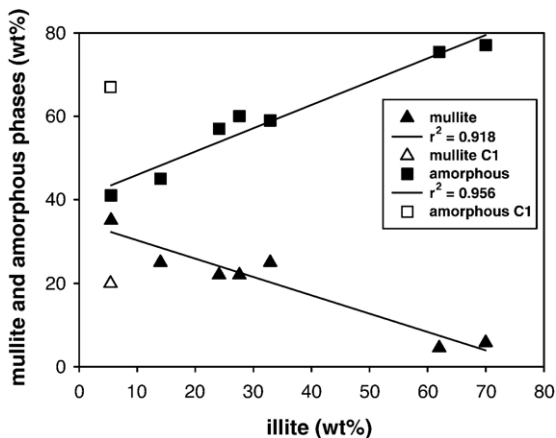 mullite and amorphous phases (wt%)
80
60
40
20
0
mullite
r² = 0.918
mullite C1
amorphous
r² = 0.956
amorphous C1
0 10 20 30 40 50 60 70 80
illite (wt%)